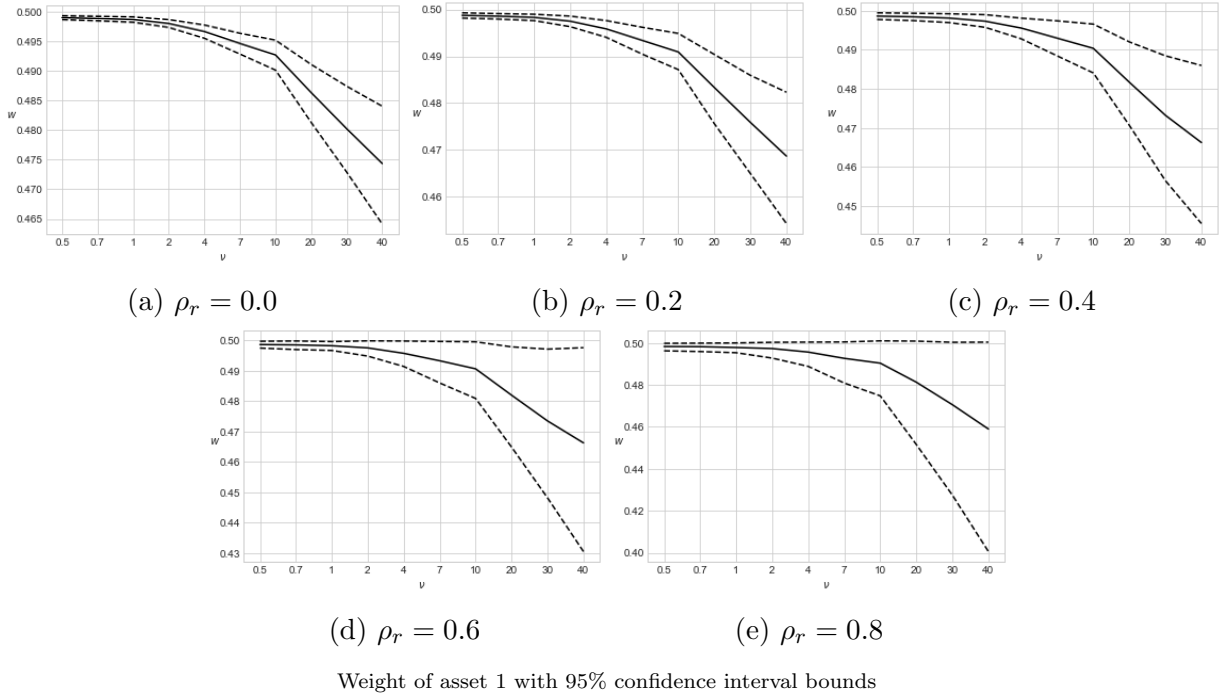 0.500
0.495
0.490
0.485
w
0.480
0.475
0.470
0.465
0.5 0.7 1 2 4 7 10 20 30 40
ν
(a) ρ_r = 0.0
0.50
0.49
0.48
w
0.47
0.46
0.5 0.7 1 2 4 7 10 20 30 40
ν
(b) ρ_r = 0.2
0.50
0.49
0.48
w
0.47
0.46
0.45
0.5 0.7 1 2 4 7 10 20 30 40
ν
(c) ρ_r = 0.4
0.50
0.49
0.48
0.47
w
0.46
0.45
0.44
0.43
0.5 0.7 1 2 4 7 10 20 30 40
ν
(d) ρ_r = 0.6
0.50
0.48
0.46
w
0.44
0.42
0.40
0.5 0.7 1 2 4 7 10 20 30 40
ν
(e) ρ_r = 0.8
Weight of asset 1 with 95% confidence interval bounds